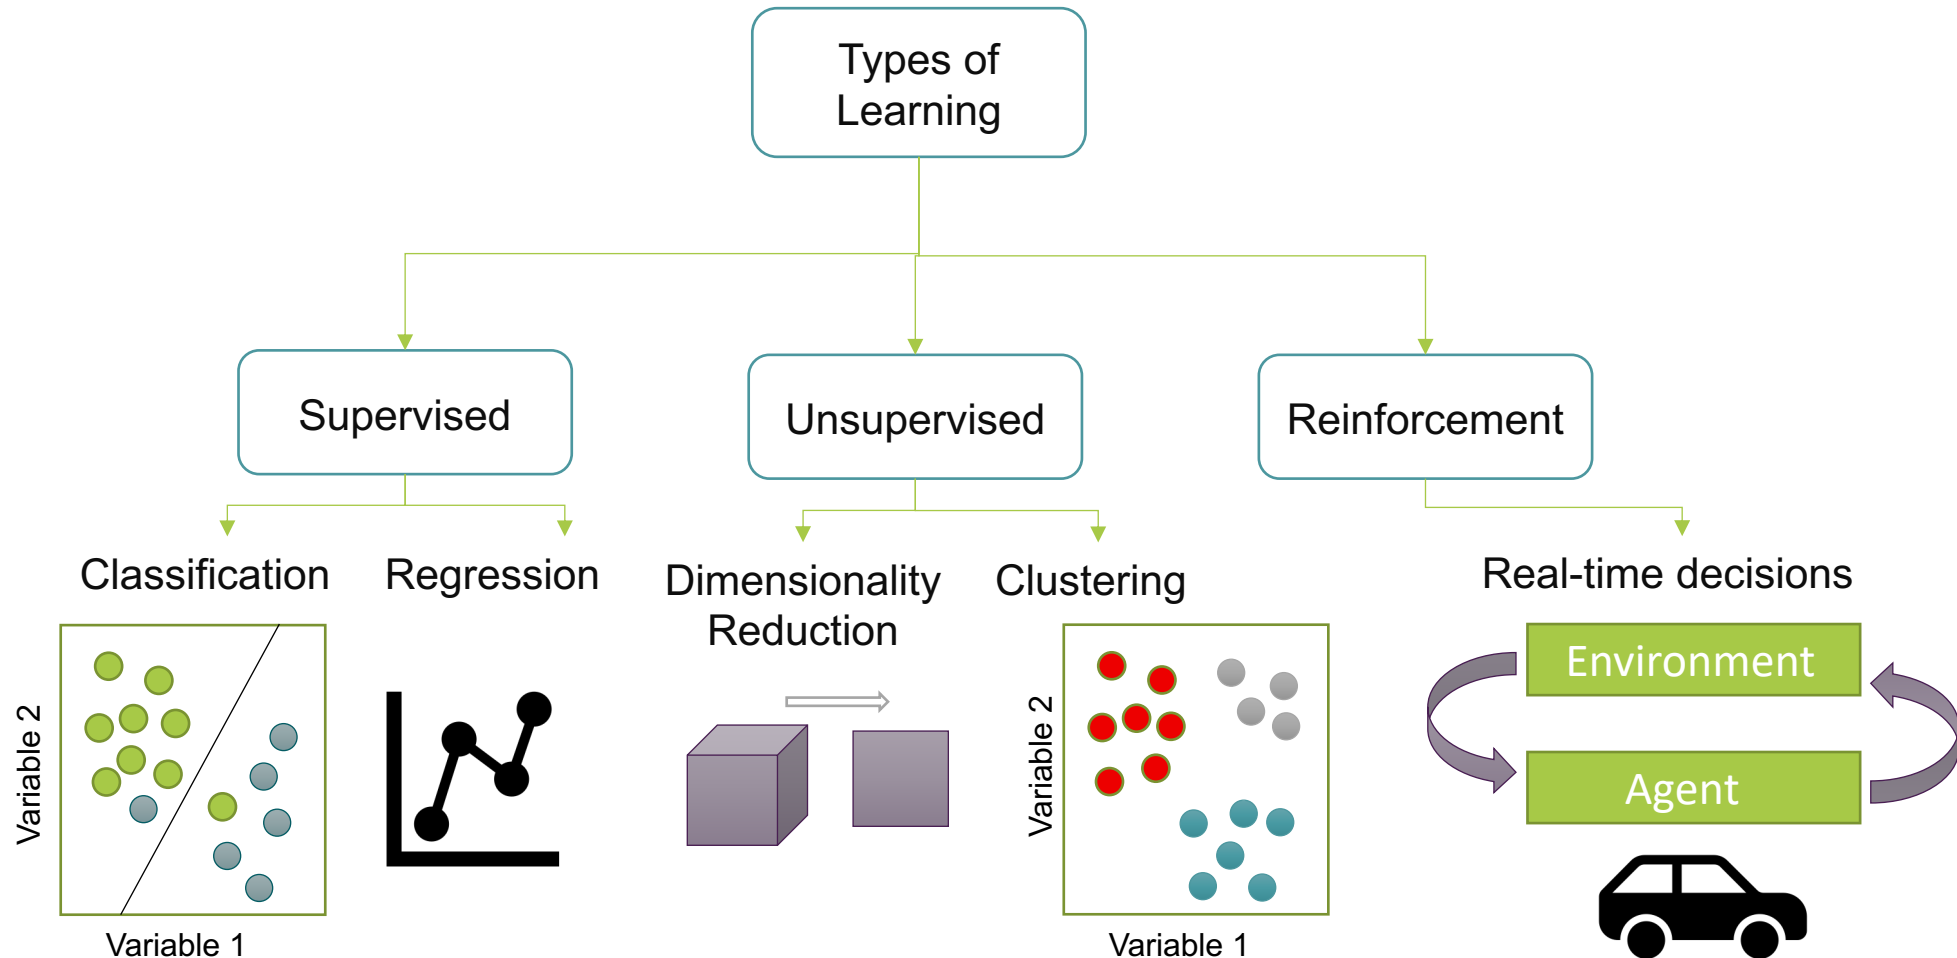 Types of
Learning
Supervised
Unsupervised
Reinforcement
Classification
Regression
Dimensionality
Reduction
Clustering
Real-time decisions
Variable 2
Variable 1
Variable 2
Variable 1
Environment
Agent